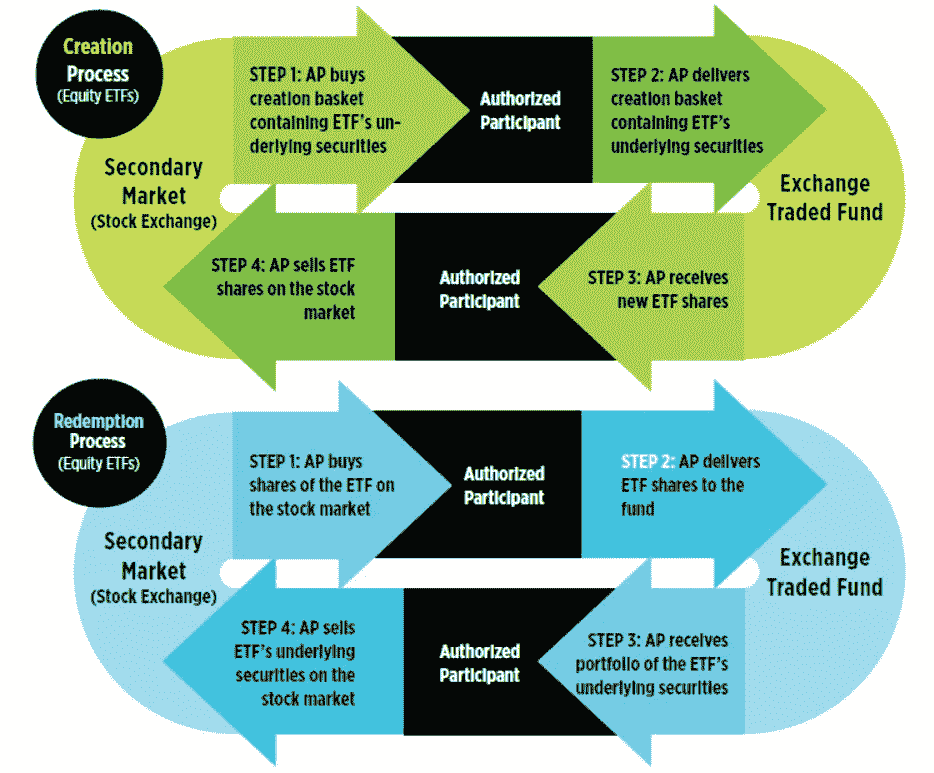 Creation
Process
(Equity ETFs)
STEP 1: AP buys
creation basket
containing ETF's un-
derlying securities
Authorized
Participant
STEP 2: AP delivers
creation basket
containing ETF's
underlying securities
Secondary
Market
(Stock Exchange)
Exchange
Traded Fund
STEP 4: AP sells ETF
shares on the stock
market
Authorized
Participant
STEP 3: AP receives
new ETF shares
Redemption
Process
(Equity ETFs)
STEP 1: AP buys
shares of the ETF on
the stock market
Authorized
Participant
STEP 2: AP delivers
ETF shares to the
fund
Secondary
Market
(Stock Exchange)
Exchange
Traded Fund
STEP 4: AP sells
ETF's underlying
securities on the
stock market
Authorized
Participant
STEP 3: AP receives
portfolio of the ETF's
underlying securities